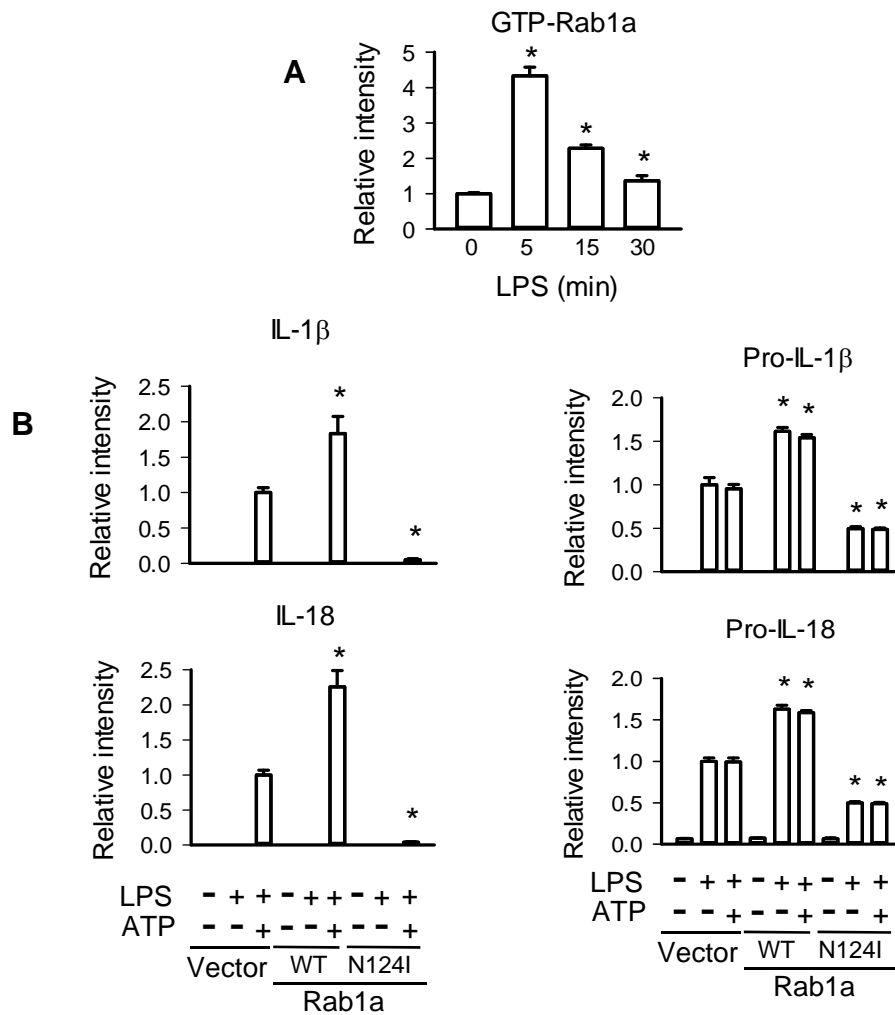 A
GTP-Rab1a
Relative intensity
5
4
3
2
1
0
*
*
*
0 5 15 30
LPS (min)
B
IL-1β
Relative intensity
2.5
2.0
1.5
1.0
0.5
0.0
*
*
Pro-IL-1β
Relative intensity
2.0
1.5
1.0
0.5
0.0
* *
* *
IL-18
Relative intensity
2.5
2.0
1.5
1.0
0.5
0.0
*
*
Pro-IL-18
Relative intensity
2.0
1.5
1.0
0.5
0.0
* *
* *
LPS - + + - + + - + +
ATP - - + - - + - - +
Vector WT N124I
Rab1a
LPS - + + - + + - + +
ATP - - + - - + - - +
Vector WT N124I
Rab1a